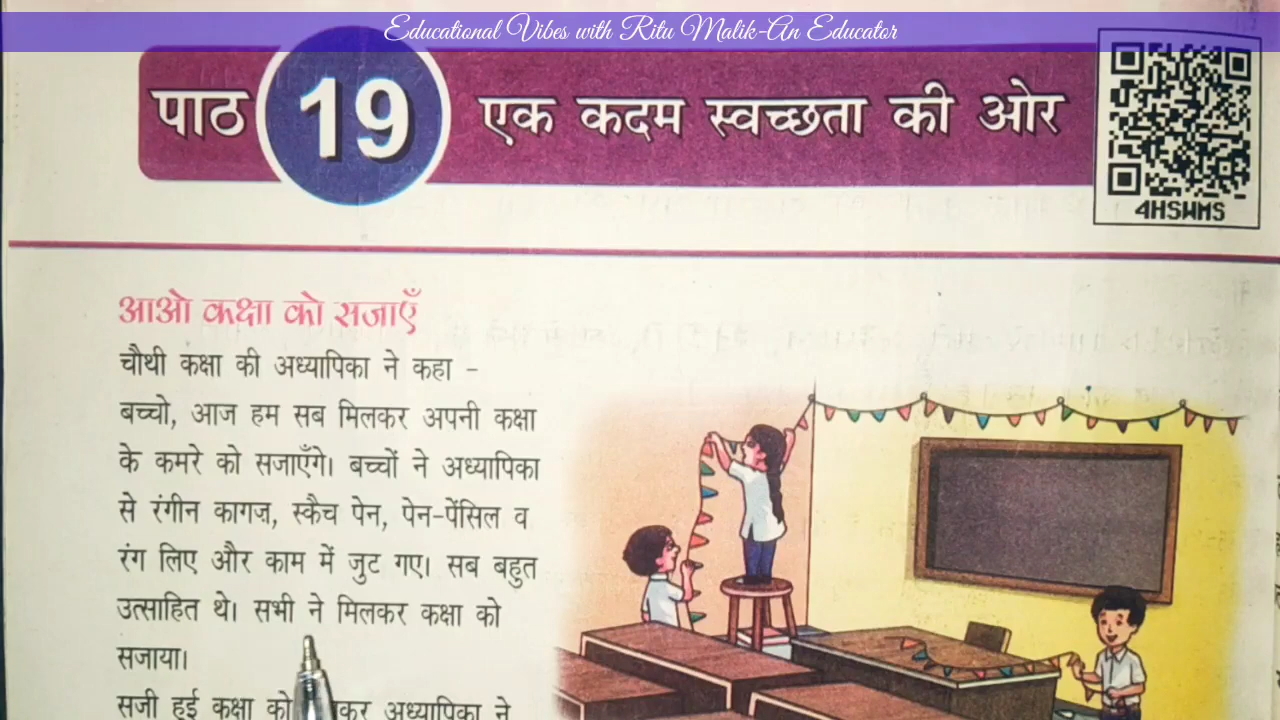 Educational Vibes with Ritu Malik-An Educator
पाठ 19 एक कदम स्वच्छता की ओर
4HSWMS
आओ कक्षा को सजाएँ
चौथी कक्षा की अध्यापिका ने कहा -
बच्चो, आज हम सब मिलकर अपनी कक्षा
के कमरे को सजाएँगे। बच्चों ने अध्यापिका
से रंगीन कागज़, स्कैच पेन, पेन-पेंसिल व
रंग लिए और काम में जुट गए। सब बहुत
उत्साहित थे। सभी ने मिलकर कक्षा को
सजाया।
सजी हुई कक्षा को अध्यापिका ने